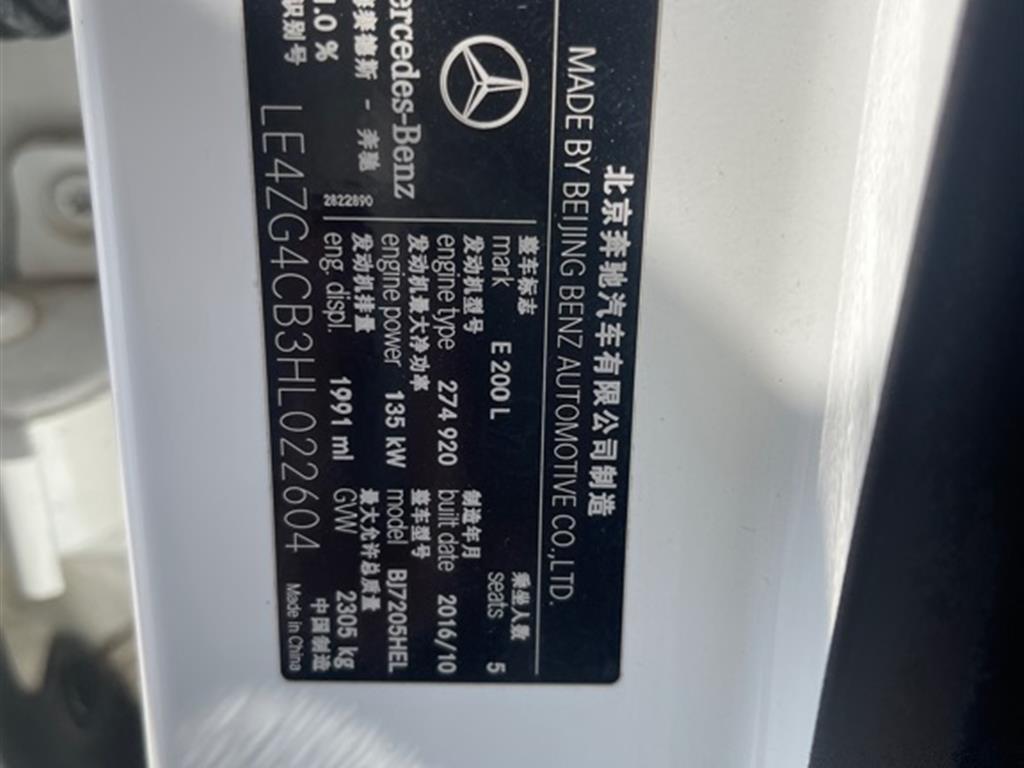 北京奔驰汽车有限公司制造
MADE BY BEIJING BENZ AUTOMOTIVE CO.,LTD.
整车标志 乘坐人数
mark E 200 L seats 5
发动机型号 制造年月
engine type 274 920 built date 2016/10
发动机最大净功率 整车型号
engine power 135 kW model BJ7205HEL
发动机排量 最大允许总质量
eng. displ. 1991 ml GVW 2305 kg
ercedes-Benz
赛德斯 - 奔驰
2822890
中国制造
识别号
LE4ZG4CB3HL022604
Made in China